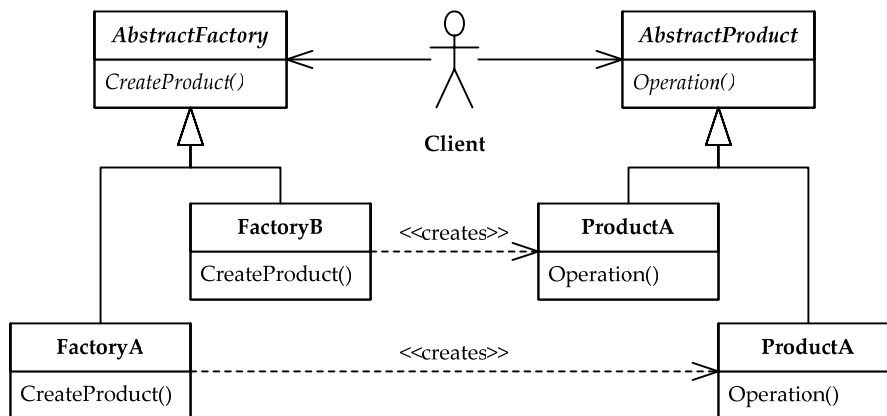 AbstractFactory
CreateProduct()
AbstractProduct
Operation()
Client
FactoryB
CreateProduct()
<<creates>>
ProductA
Operation()
FactoryA
CreateProduct()
<<creates>>
ProductA
Operation()